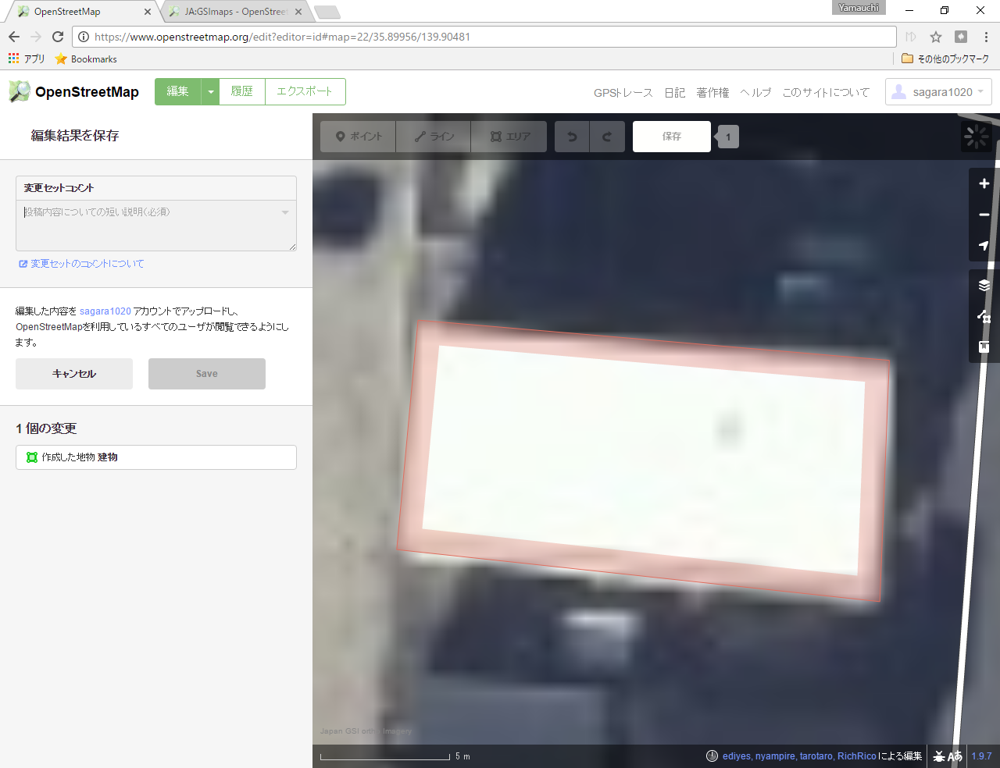 OpenStreetMap
JA:GSImaps - OpenStreet
Yamauchi
https://www.openstreetmap.org/edit?editor=id#map=22/35.89956/139.90481
アプリ
Bookmarks
その他のブックマーク
OpenStreetMap
編集
履歴
エクスポート
GPSトレース
日記
著作権
ヘルプ
このサイトについて
sagara1020
編集結果を保存
ポイント
ライン
エリア
保存
1
変更セットコメント
投稿内容についての短い説明(必須)
変更セットのコメントについて
編集した内容を sagara1020 アカウントでアップロードし、
OpenStreetMapを利用しているすべてのユーザが閲覧できるようにし
ます。
キャンセル
Save
1 個の変更
作成した地物 建物
Japan GSI ortho Imagery
5 m
ediyes, nyampire, tarotaro, RichRico による編集
Aあ
1.9.7